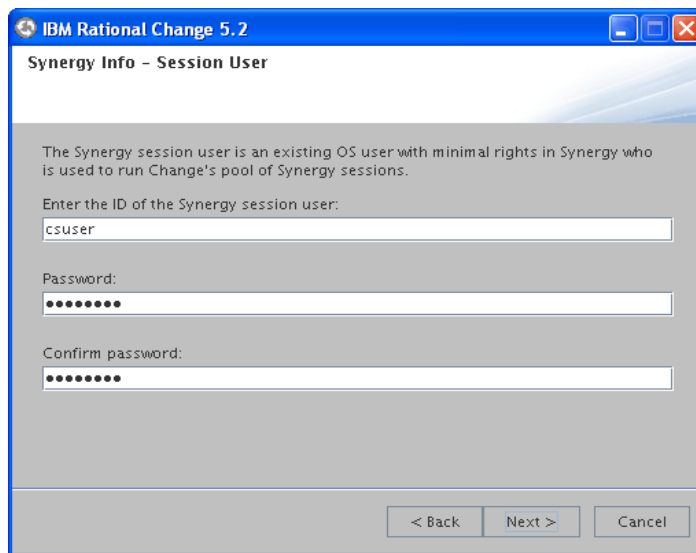 IBM Rational Change 5.2
Synergy Info – Session User
The Synergy session user is an existing OS user with minimal rights in Synergy who
is used to run Change's pool of Synergy sessions.
Enter the ID of the Synergy session user:
csuser
Password:
●●●●●●●●
Confirm password:
●●●●●●●●
< Back Next > Cancel